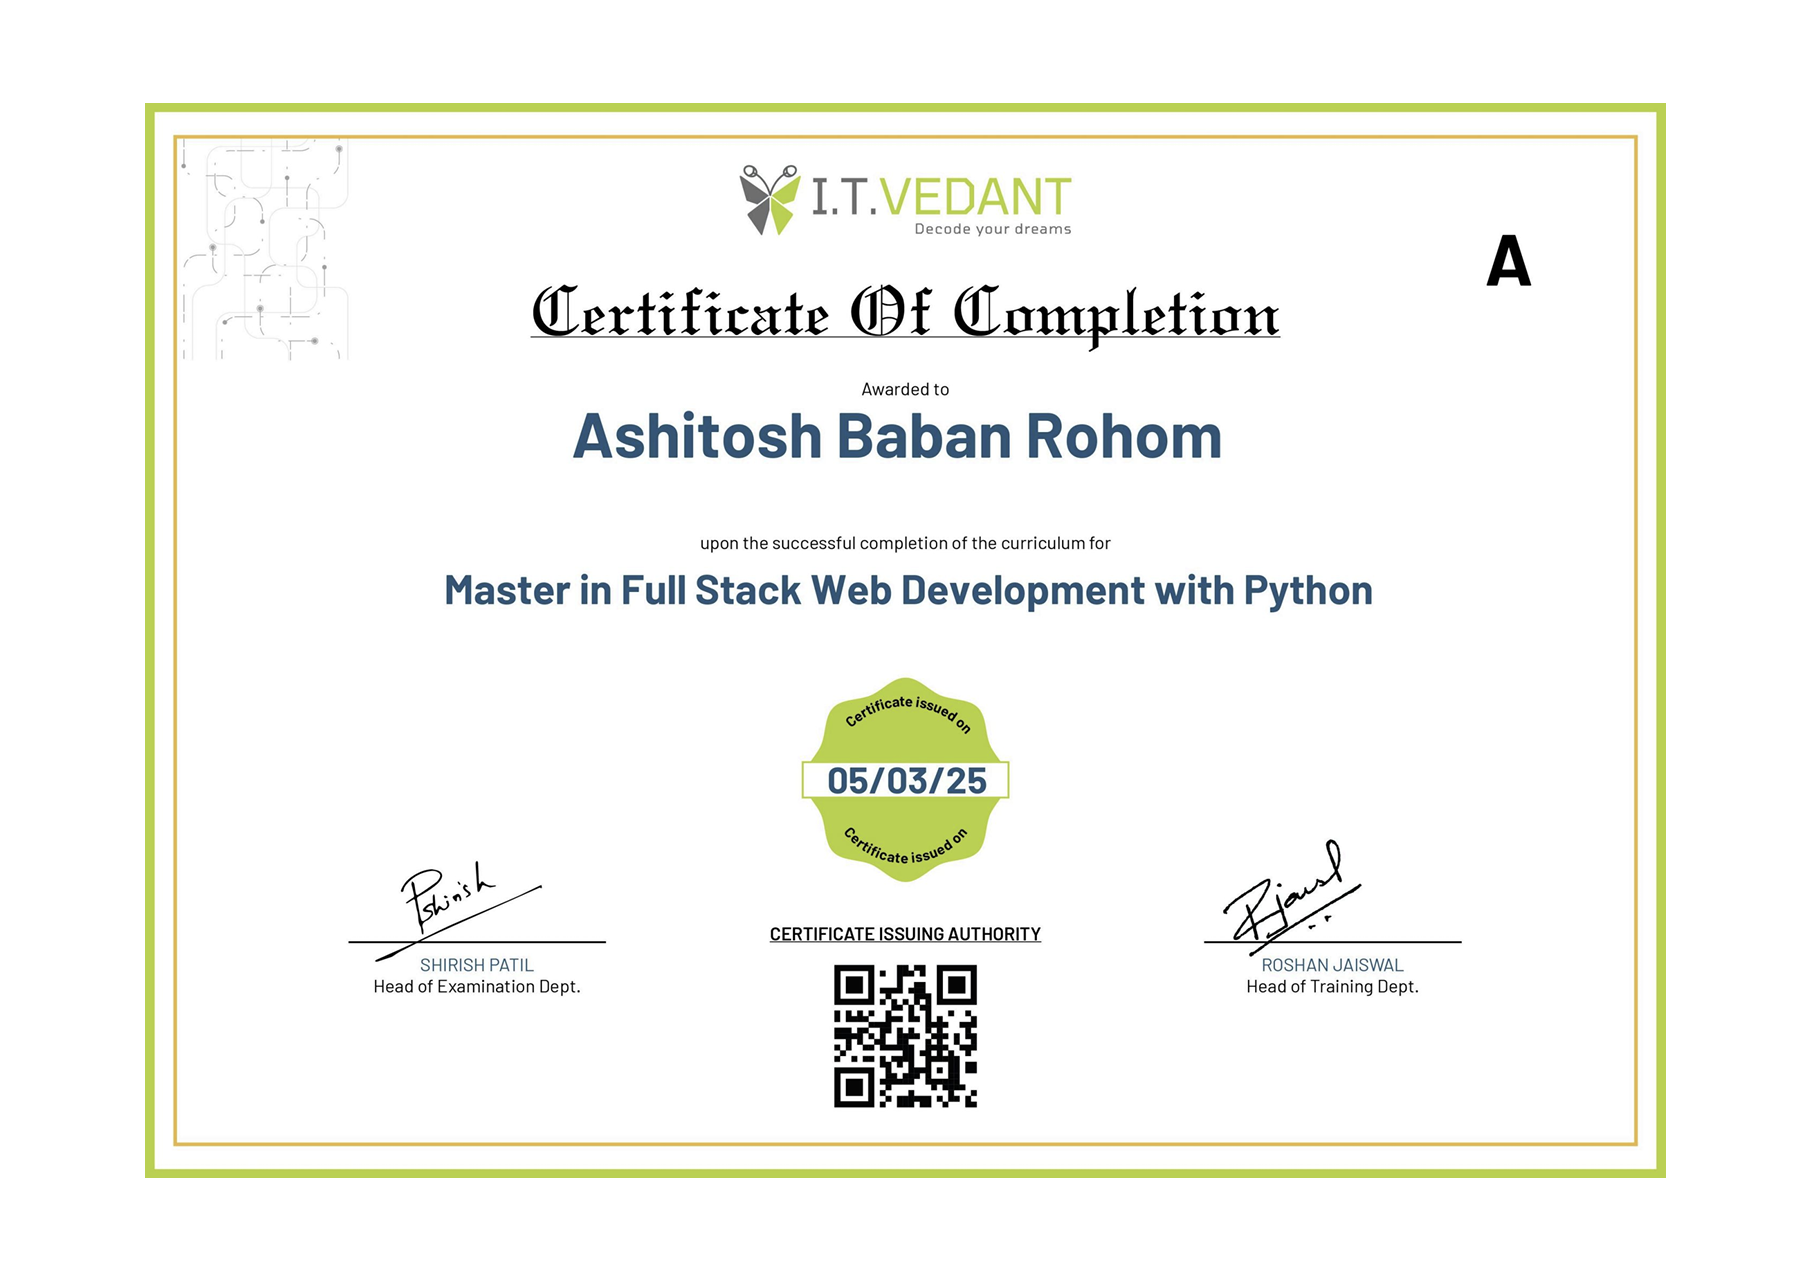 I.T.VEDANT
Decode your dreams
A
Certificate Of Completion
Awarded to
Ashitosh Baban Rohom
upon the successful completion of the curriculum for
Master in Full Stack Web Development with Python
Certificate issued on
05/03/25
Certificate issued on
Pshirish
Rjaiswal
CERTIFICATE ISSUING AUTHORITY
SHIRISH PATIL
Head of Examination Dept.
ROSHAN JAISWAL
Head of Training Dept.